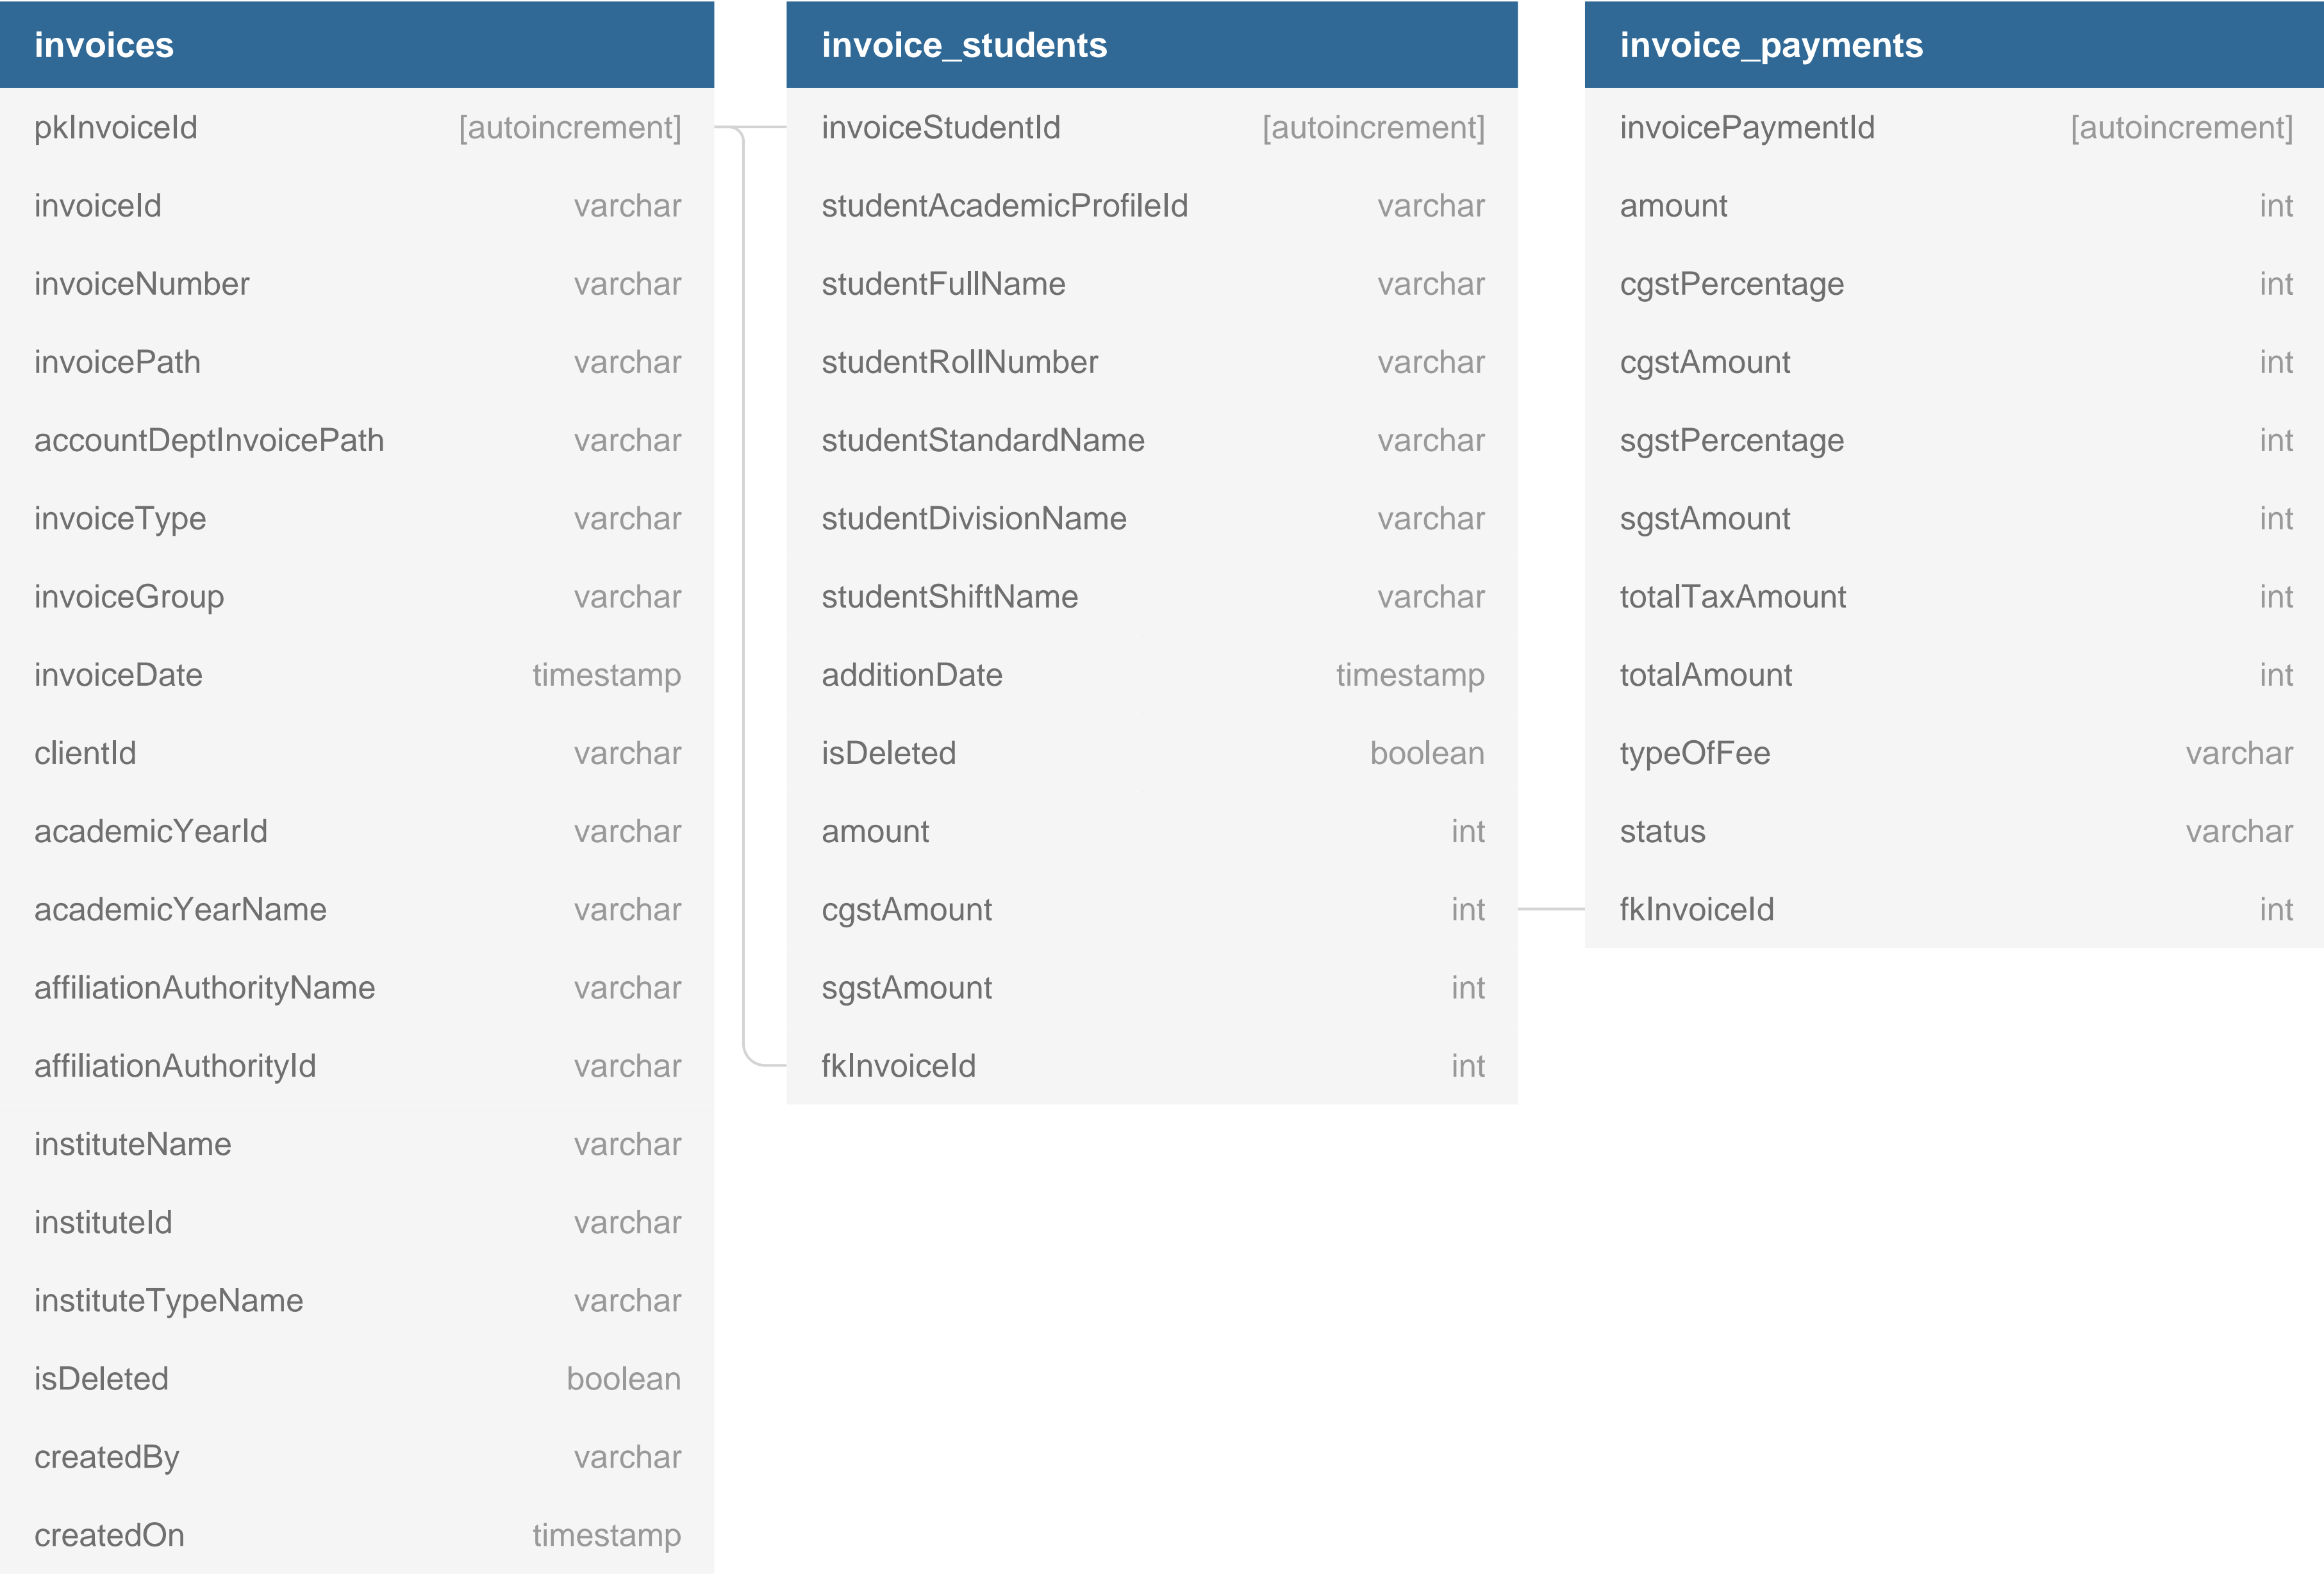 invoices
pkInvoiceId [autoincrement]
invoiceId varchar
invoiceNumber varchar
invoicePath varchar
accountDeptInvoicePath varchar
invoiceType varchar
invoiceGroup varchar
invoiceDate timestamp
clientId varchar
academicYearId varchar
academicYearName varchar
affiliationAuthorityName varchar
affiliationAuthorityId varchar
instituteName varchar
instituteId varchar
instituteTypeName varchar
isDeleted boolean
createdBy varchar
createdOn timestamp
invoice_students
invoiceStudentId [autoincrement]
studentAcademicProfileId varchar
studentFullName varchar
studentRollNumber varchar
studentStandardName varchar
studentDivisionName varchar
studentShiftName varchar
additionDate timestamp
isDeleted boolean
amount int
cgstAmount int
sgstAmount int
fkInvoiceId int
invoice_payments
invoicePaymentId [autoincrement]
amount int
cgstPercentage int
cgstAmount int
sgstPercentage int
sgstAmount int
totalTaxAmount int
totalAmount int
typeOfFee varchar
status varchar
fkInvoiceId int